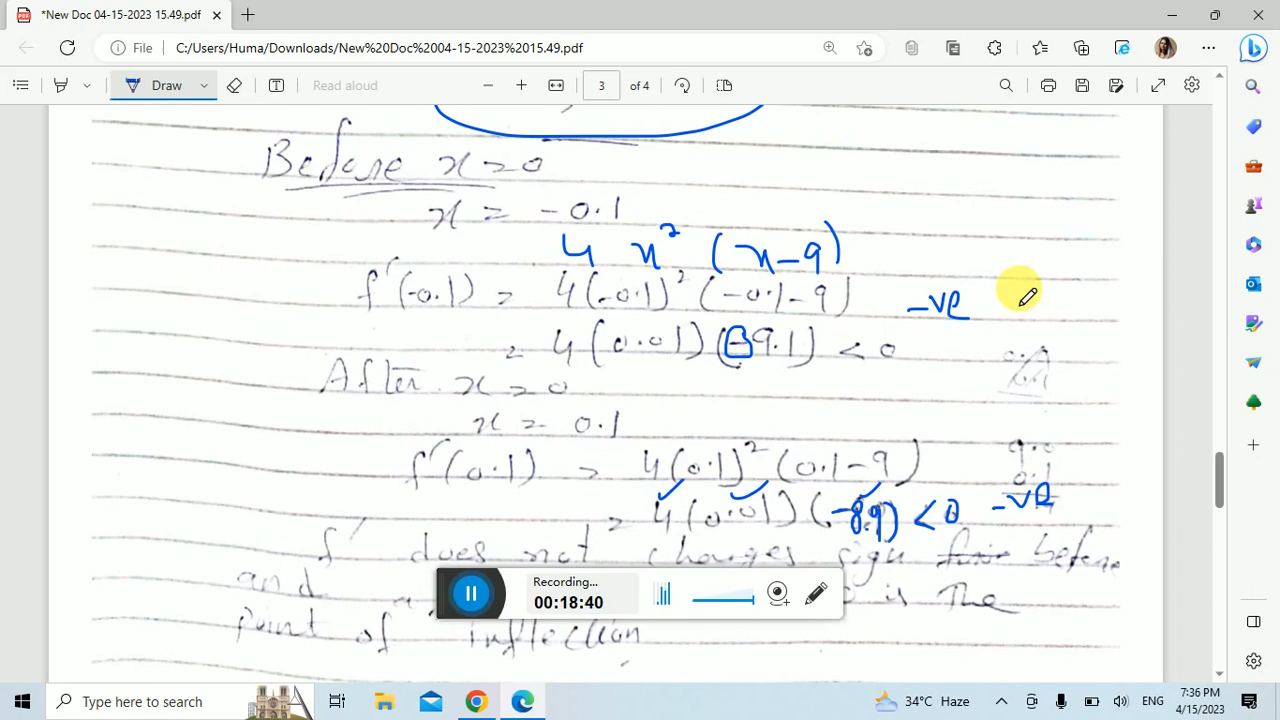 *New Doc 04-15-2023 15.49.pdf
File C:/Users/Huma/Downloads/New%20Doc%2004-15-2023%2015.49.pdf
Draw Read aloud 3 of 4
Before x=0
x = -0.1
4 x² (x-9)
f'(0.1) = 4(-0.1)² (-0.1-9) -ve
= 4(0.01)(-9.1) < 0
After x=0
x = 0.1
f'(0.1) = 4(0.1)² (0.1-9)
= 4(0.01)(-8.9) < 0 -ve
f' does not changes sign before
and is the
point of inflection
Recording...
00:18:40
Type here to search 34°C Haze ENG 7:36 PM
4/15/2023